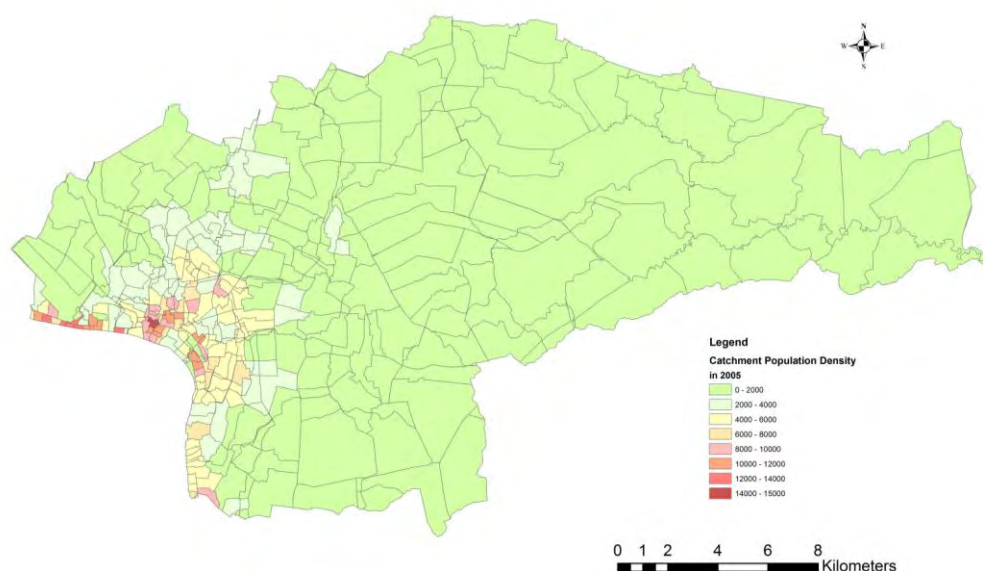 N
W E
S
Legend
Catchment Population Density
in 2005
0 - 2000
2000 - 4000
4000 - 6000
6000 - 8000
8000 - 10000
10000 - 12000
12000 - 14000
14000 - 15000
0 1 2 4 6 8
Kilometers